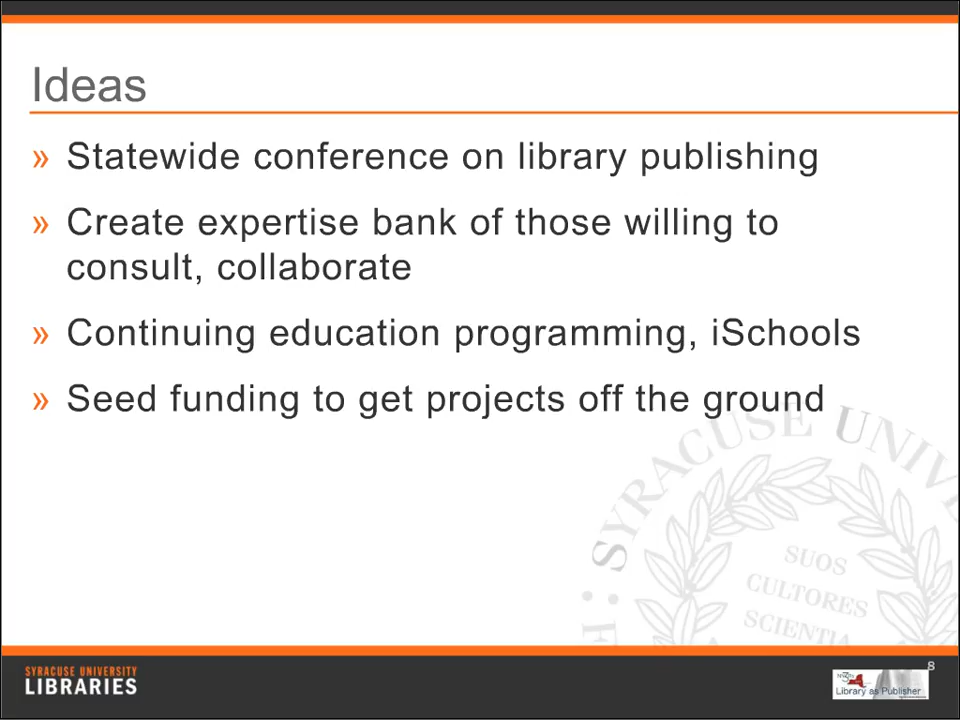 Ideas
» Statewide conference on library publishing
» Create expertise bank of those willing to
consult, collaborate
» Continuing education programming, iSchools
» Seed funding to get projects off the ground
SYRACUSE UNIVE
SUOS
CULTORES
SCIENTIA
SYRACUSE UNIVERSITY
LIBRARIES
8
Library as Publisher